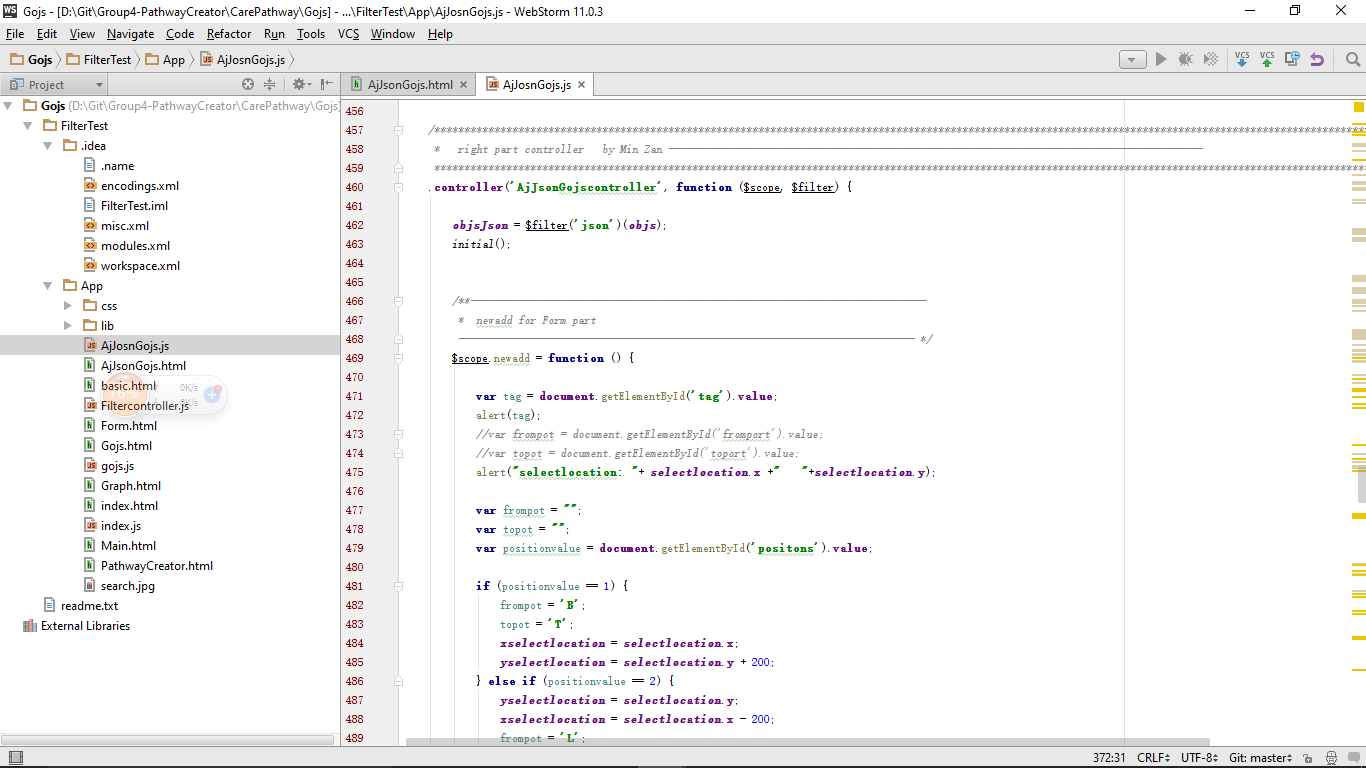 Gojs - [D:\Git\Group4-PathwayCreator\CarePathway\Gojs] - ...\FilterTest\App\AjJosnGojs.js - WebStorm 11.0.3
File Edit View Navigate Code Refactor Run Tools VCS Window Help
Gojs FilterTest App AjJosnGojs.js
VCS VCS
Project
AjJsonGojs.html AjJosnGojs.js
Gojs (D:\Git\Group4-PathwayCreator\CarePathway\Gojs)
FilterTest
.idea
.name
encodings.xml
FilterTest.iml
misc.xml
modules.xml
workspace.xml
App
css
lib
AjJosnGojs.js
AjJsonGojs.html
basic.html
Filtercontroller.js
Form.html
Gojs.html
gojs.js
Graph.html
index.html
index.js
Main.html
PathwayCreator.html
search.jpg
readme.txt
External Libraries
0K/s
0K/s
456
457 /******************************************************************************
458 * right part controller by Min Zan ----------------------------------------
459 ******************************************************************************
460 .controller('AjJsonGojscontroller', function ($scope, $filter) {
461
462 objsJson = $filter('json')(objs);
463 initial();
464
465
466 /**----------------------------------------------------------------------------
467 * newadd for Form part
468 ---------------------------------------------------------------------------- */
469 $scope.newadd = function () {
470
471 var tag = document.getElementById('tag').value;
472 alert(tag);
473 //var frompot = document.getElementById('fromport').value;
474 //var topot = document.getElementById('toport').value;
475 alert("selectlocation: "+ selectlocation.x +"   "+selectlocation.y);
476
477 var frompot = "";
478 var topot = "";
479 var positionvalue = document.getElementById('positons').value;
480
481 if (positionvalue == 1) {
482 frompot = 'B';
483 topot = 'T';
484 xselectlocation = selectlocation.x;
485 yselectlocation = selectlocation.y + 200;
486 } else if (positionvalue == 2) {
487 yselectlocation = selectlocation.y;
488 xselectlocation = selectlocation.x - 200;
489 frompot = 'L';
372:31 CRLF UTF-8 Git: master